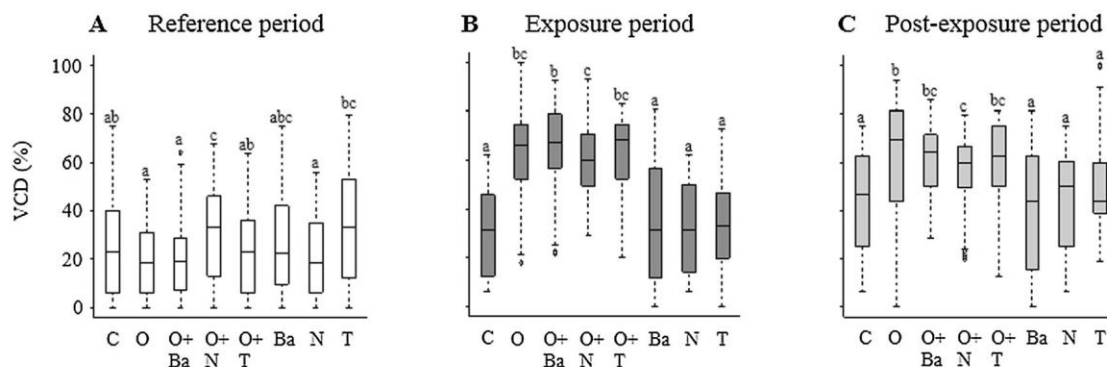 A Reference period
B Exposure period
C Post-exposure period
VCD (%)
100
80
60
40
20
0
ab a a c ab abc a bc
bc b c bc a a a
a
a b bc c bc a a a
C O O+ O+ O+ Ba N T
Ba N T
C O O+ O+ O+ Ba N T
Ba N T
C O O+ O+ O+ Ba N T
Ba N T